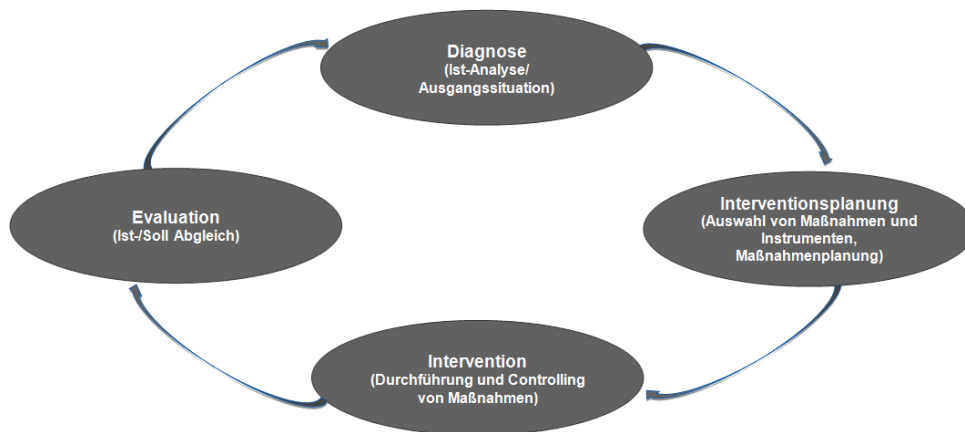 Diagnose
(Ist-Analyse/
Ausgangssituation)
Interventionsplanung
(Auswahl von Maßnahmen und
Instrumenten,
Maßnahmenplanung)
Intervention
(Durchführung und Controlling
von Maßnahmen)
Evaluation
(Ist-/Soll Abgleich)